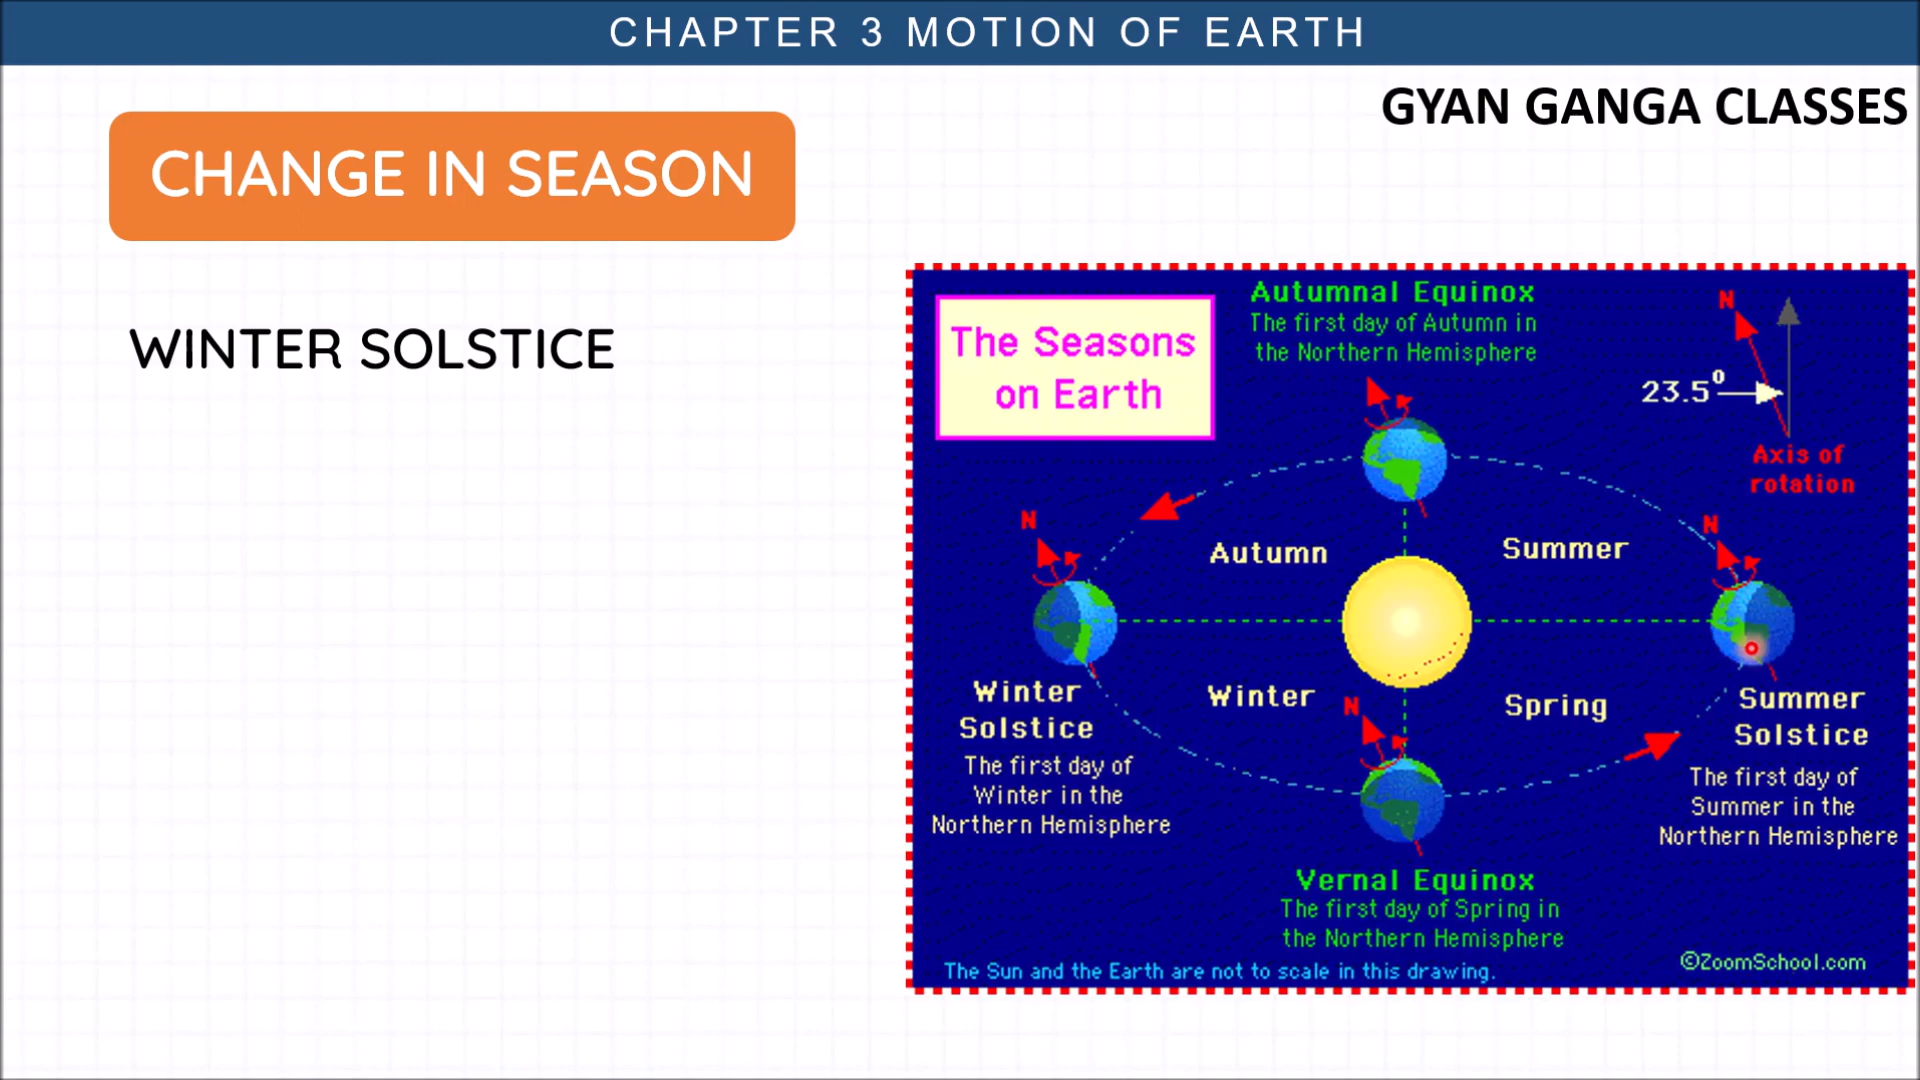 CHAPTER 3 MOTION OF EARTH
GYAN GANGA CLASSES
CHANGE IN SEASON
WINTER SOLSTICE
The Seasons
on Earth
Autumnal Equinox
The first day of Autumn in
the Northern Hemisphere
N
23.5⁰
Axis of
rotation
N
N
Autumn
Summer
Winter
Solstice
The first day of
Winter in the
Northern Hemisphere
Winter
N
Spring
Summer
Solstice
The first day of
Summer in the
Northern Hemisphere
Vernal Equinox
The first day of Spring in
the Northern Hemisphere
The Sun and the Earth are not to scale in this drawing.
©ZoomSchool.com